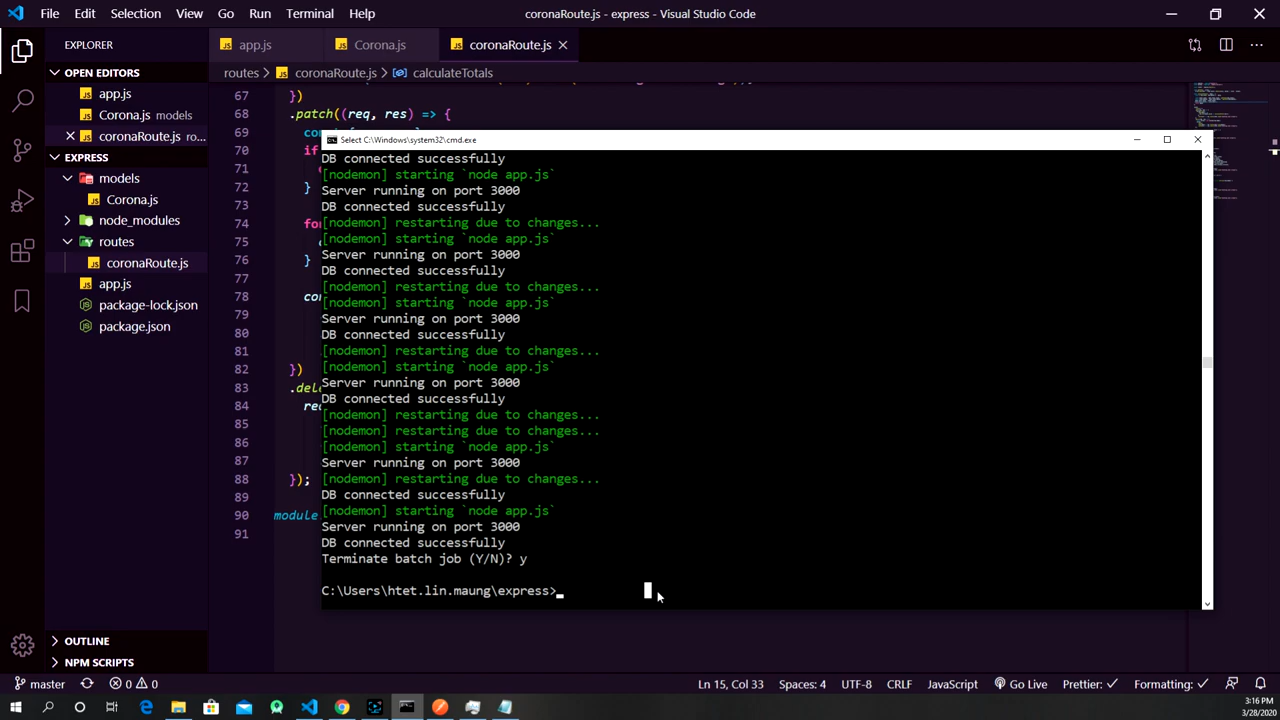 File Edit Selection View Go Run Terminal Help
coronaRoute.js - express - Visual Studio Code
EXPLORER
OPEN EDITORS
app.js
Corona.js models
coronaRoute.js ro...
EXPRESS
models
Corona.js
node_modules
routes
coronaRoute.js
app.js
package-lock.json
package.json
OUTLINE
NPM SCRIPTS
app.js Corona.js coronaRoute.js
routes > coronaRoute.js > calculateTotals
67 })
68 .patch((req, res) => {
69
70 if
71
72 }
73
74
75
76 }
77
78
79
80
81
82 })
83
84
85
86
87
88 });
89
90 module
91
Select C:\Windows\system32\cmd.exe
DB connected successfully
[nodemon] starting `node app.js`
Server running on port 3000
DB connected successfully
[nodemon] restarting due to changes...
[nodemon] starting `node app.js`
Server running on port 3000
DB connected successfully
[nodemon] restarting due to changes...
[nodemon] starting `node app.js`
Server running on port 3000
DB connected successfully
[nodemon] restarting due to changes...
[nodemon] starting `node app.js`
Server running on port 3000
DB connected successfully
[nodemon] restarting due to changes...
[nodemon] restarting due to changes...
[nodemon] starting `node app.js`
Server running on port 3000
[nodemon] restarting due to changes...
DB connected successfully
[nodemon] starting `node app.js`
Server running on port 3000
DB connected successfully
Terminate batch job (Y/N)? y
C:\Users\htet.lin.maung\express>
master 0 0 Ln 15, Col 33 Spaces: 4 UTF-8 CRLF JavaScript Go Live Prettier: ✓ Formatting: ✓
3:16 PM
3/28/2020